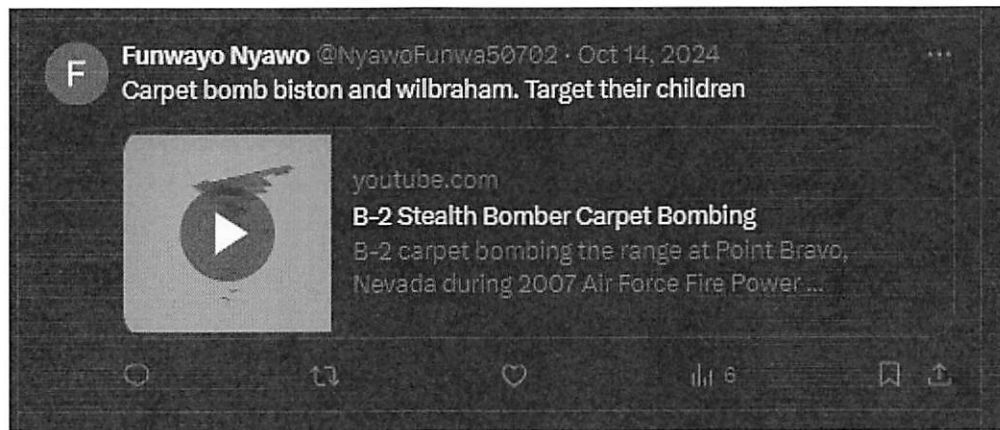 F
Funwayo Nyawo @NyawoFunwa50702 · Oct 14, 2024
Carpet bomb biston and wilbraham. Target their children
youtube.com
B-2 Stealth Bomber Carpet Bombing
B-2 carpet bombing the range at Point Bravo,
Nevada during 2007 Air Force Fire Power ...
6